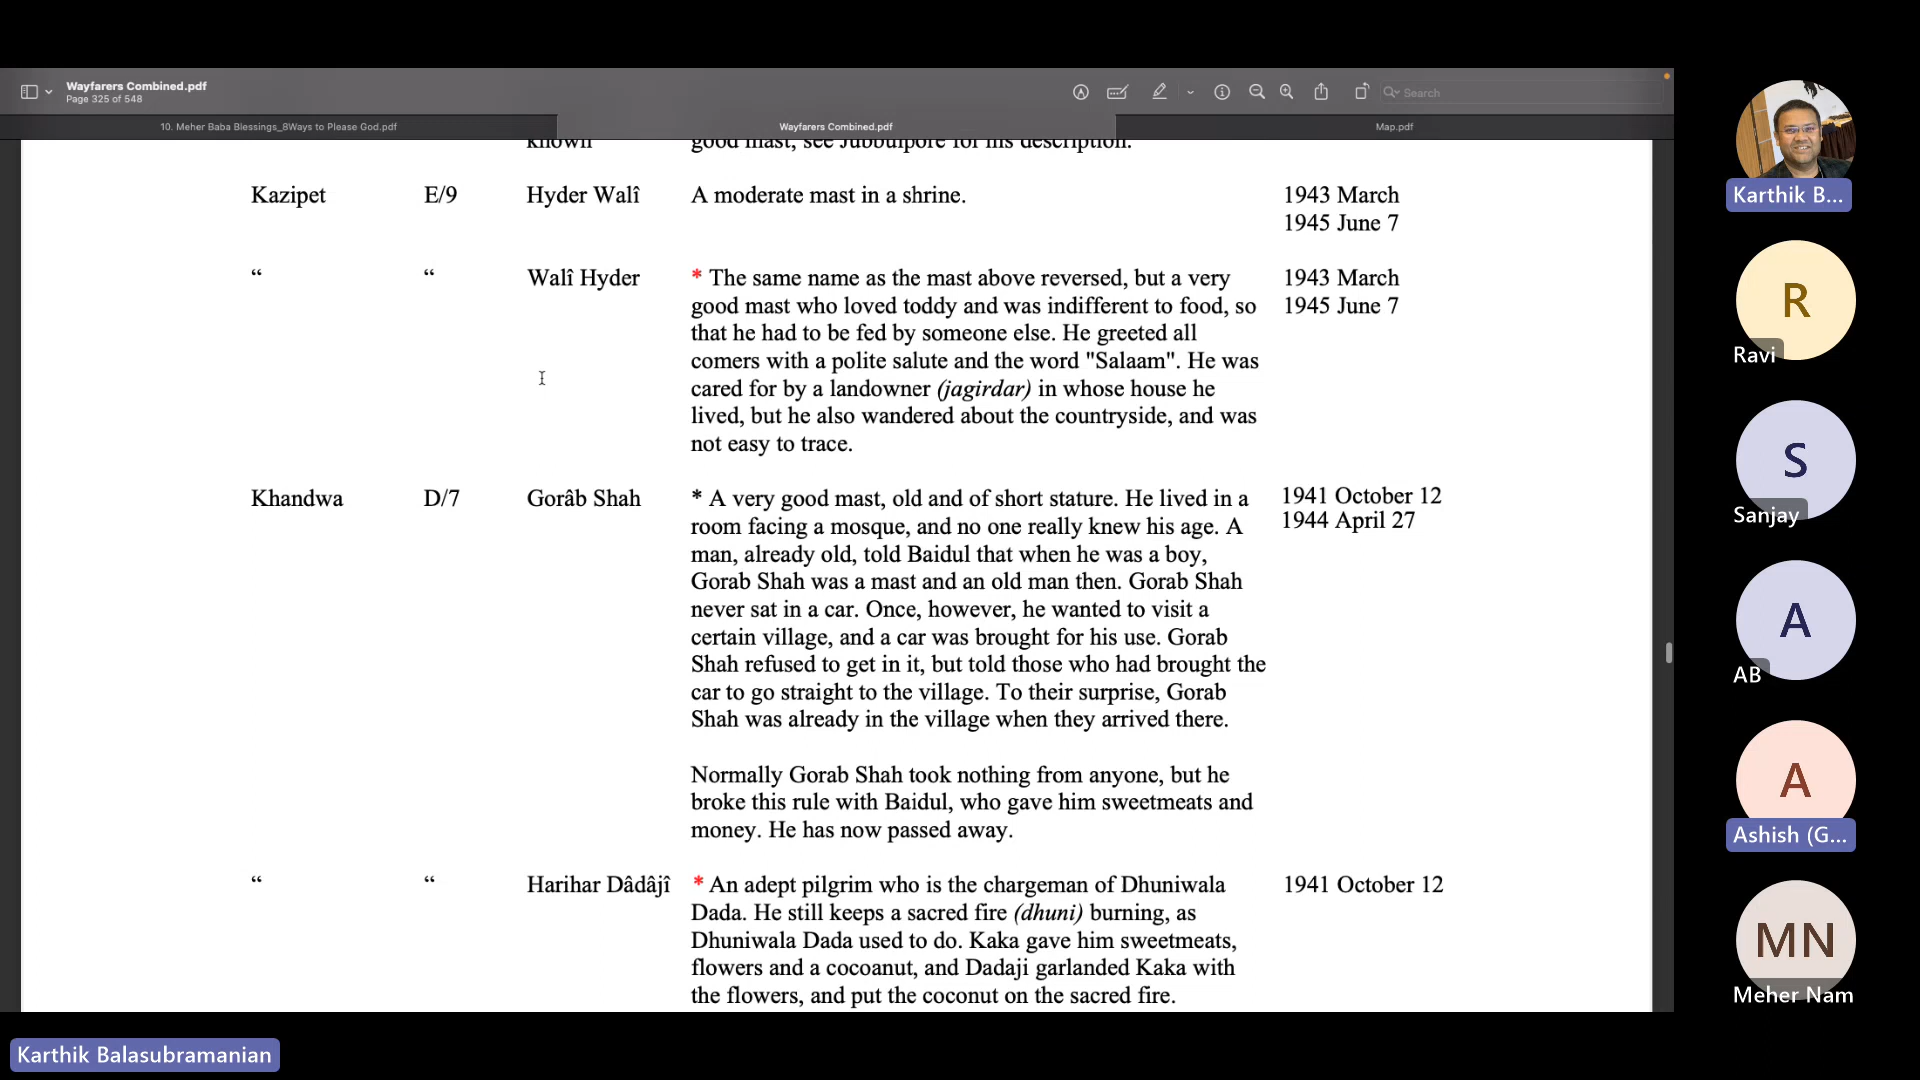 Wayfarers Combined.pdf
Page 325 of 548
Search
10. Meher Baba Blessings_8Ways to Please God.pdf
Wayfarers Combined.pdf
Map.pdf
known good mast, see Jubbulpore for his description.
Kazipet E/9 Hyder Walî A moderate mast in a shrine. 1943 March
1945 June 7
“ “ Walî Hyder * The same name as the mast above reversed, but a very 1943 March
good mast who loved toddy and was indifferent to food, so 1945 June 7
that he had to be fed by someone else. He greeted all
comers with a polite salute and the word "Salaam". He was
cared for by a landowner (jagirdar) in whose house he
lived, but he also wandered about the countryside, and was
not easy to trace.
Khandwa D/7 Gorâb Shah * A very good mast, old and of short stature. He lived in a 1941 October 12
room facing a mosque, and no one really knew his age. A 1944 April 27
man, already old, told Baidul that when he was a boy,
Gorab Shah was a mast and an old man then. Gorab Shah
never sat in a car. Once, however, he wanted to visit a
certain village, and a car was brought for his use. Gorab
Shah refused to get in it, but told those who had brought the
car to go straight to the village. To their surprise, Gorab
Shah was already in the village when they arrived there.
Normally Gorab Shah took nothing from anyone, but he
broke this rule with Baidul, who gave him sweetmeats and
money. He has now passed away.
“ “ Harihar Dâdâjî * An adept pilgrim who is the chargeman of Dhuniwala 1941 October 12
Dada. He still keeps a sacred fire (dhuni) burning, as
Dhuniwala Dada used to do. Kaka gave him sweetmeats,
flowers and a cocoanut, and Dadaji garlanded Kaka with
the flowers, and put the coconut on the sacred fire.
Karthik B...
R
Ravi
S
Sanjay
A
AB
A
Ashish (G...
MN
Meher Nam
Karthik Balasubramanian